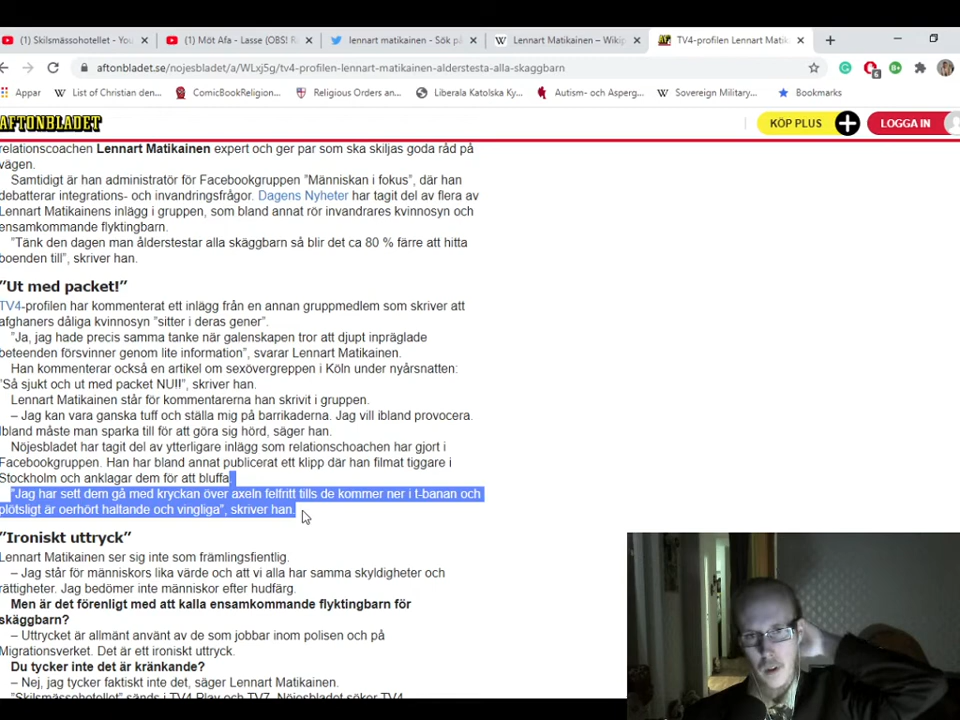 Skilsmässohotellet - You
Möt Afa - Lasse (OBS! R
lennart matikainen - Sök på
Lennart Matikainen – Wikip
TV4-profilen Lennart Matik
aftonbladet.se/nojesbladet/a/WLxj5g/tv4-profilen-lennart-matikainen-alderstesta-alla-skaggbarn
Appar
List of Christian den...
ComicBookReligion...
Religious Orders an...
Liberala Katolska Ky...
Autism- och Asperg...
Sovereign Military...
Bookmarks
AFTONBLADET
KÖP PLUS
LOGGA IN
relationscoachen Lennart Matikainen expert och ger par som ska skiljas goda råd på
vägen.
Samtidigt är han administratör för Facebookgruppen ”Människan i fokus”, där han
debatterar integrations- och invandringsfrågor. Dagens Nyheter har tagit del av flera av
Lennart Matikainens inlägg i gruppen, som bland annat rör invandrares kvinnosyn och
ensamkommande flyktingbarn.
”Tänk den dagen man ålderstestar alla skäggbarn så blir det ca 80 % färre att hitta
boenden till”, skriver han.
”Ut med packet!”
TV4-profilen har kommenterat ett inlägg från en annan gruppmedlem som skriver att
afghaners dåliga kvinnosyn ”sitter i deras gener”.
”Ja, jag hade precis samma tanke när galenskapen tror att djupt inpräglade
beteenden försvinner genom lite information”, svarar Lennart Matikainen.
Han kommenterar också en artikel om sexövergreppen i Köln under nyårsnatten:
”Så sjukt och ut med packet NU!!”, skriver han.
Lennart Matikainen står för kommentarerna han skrivit i gruppen.
– Jag kan vara ganska tuff och ställa mig på barrikaderna. Jag vill ibland provocera.
Ibland måste man sparka till för att göra sig hörd, säger han.
Nöjesbladet har tagit del av ytterligare inlägg som relationschoachen har gjort i
Facebookgruppen. Han har bland annat publicerat ett klipp där han filmat tiggare i
Stockholm och anklagar dem för att bluffa.
”Jag har sett dem gå med kryckan över axeln felfritt tills de kommer ner i t-banan och
plötsligt är oerhört haltande och vingliga”, skriver han.
”Ironiskt uttryck”
Lennart Matikainen ser sig inte som främlingsfientlig.
– Jag står för människors lika värde och att vi alla har samma skyldigheter och
rättigheter. Jag bedömer inte människor efter hudfärg.
Men är det förenligt med att kalla ensamkommande flyktingbarn för
skäggbarn?
– Uttrycket är allmänt använt av de som jobbar inom polisen och på
Migrationsverket. Det är ett ironiskt uttryck.
Du tycker inte det är kränkande?
– Nej, jag tycker faktiskt inte det, säger Lennart Matikainen.
”Skilsmässohotellet” sänds i TV4 Play och TV7. Nöjesbladet söker TV4